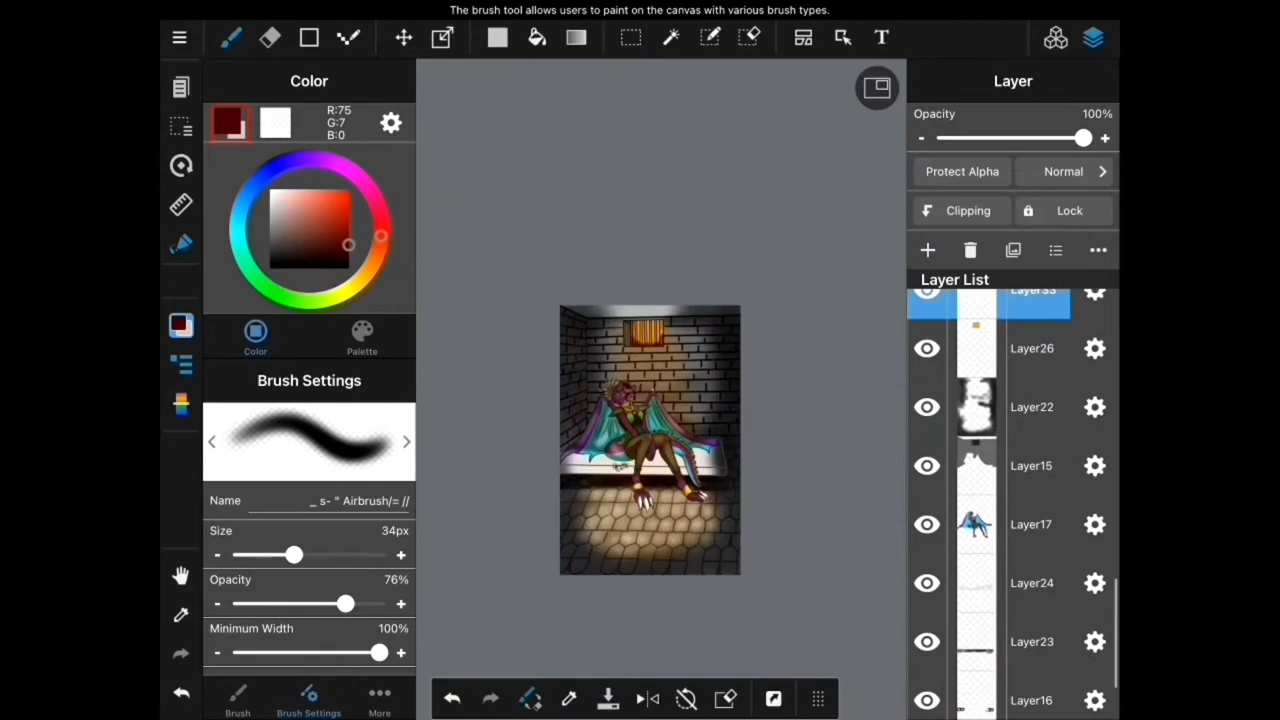 The brush tool allows users to paint on the canvas with various brush types.
T
Color
R:75
G:7
B:0
Color
Palette
Brush Settings
Name
_ s- " Airbrush/= //
Size
34px
-
+
Opacity
76%
-
+
Minimum Width
100%
-
+
Brush
Brush Settings
More
Layer
Opacity
100%
-
+
Protect Alpha
Normal
Clipping
Lock
Layer List
Layer33
Layer26
Layer22
Layer15
Layer17
Layer24
Layer23
Layer16